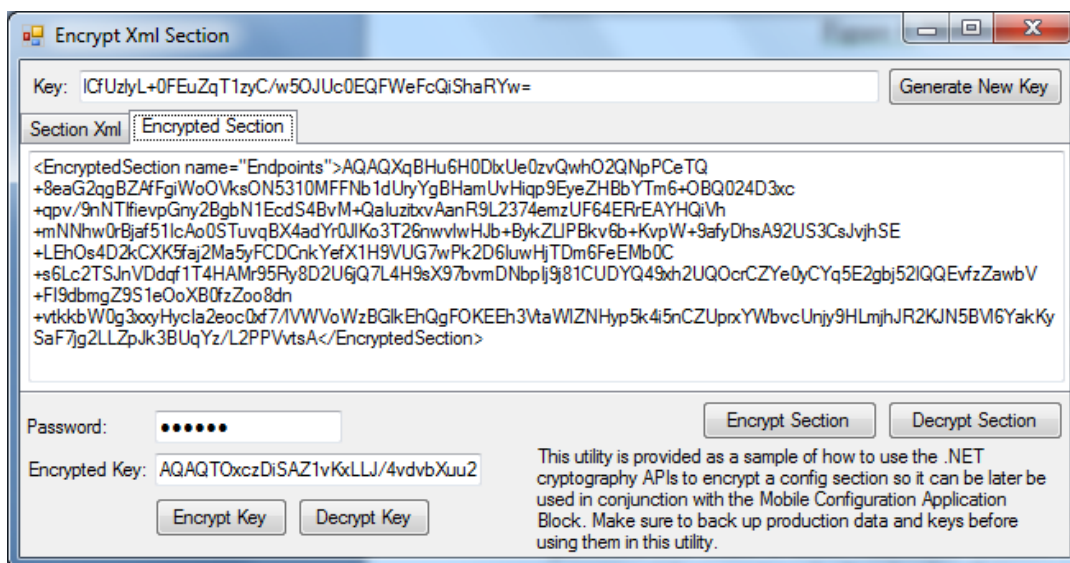 Encrypt Xml Section
Key: ICfUzlyL+0FEuZqT1zyC/w5OJUc0EQFWeFcQiShaRYw=
Generate New Key
Section Xml Encrypted Section
<EncryptedSection name="Endpoints">AQAQXqBHu6H0DlxUe0zvQwhO2QNpPCeTQ
+8eaG2qgBZAfFgiWoOVksON5310MFFNb1dUryYgBHamUvHiqp9EyeZHBbYTm6+OBQ024D3xc
+qpv/9nNTlfievpGny2BgbN1EcdS4BvM+QaluzitxvAanR9L2374emzUF64ERrEAYHQiVh
+mNNhw0rBjaf51IcAo0STuvqBX4adYr0JlKo3T26nwvlwHJb+BykZLlPBkv6b+KvpW+9afyDhsA92US3CsJvjhSE
+LEhOs4D2kCXK5faj2Ma5yFCDCnkYefX1H9VUG7wPk2D6luwHjTDm6FeEMb0C
+s6Lc2TSJnVDdqf1T4HAMr95Ry8D2U6jQ7L4H9sX97bvmDNbplj9j81CUDYQ49xh2UQOcrCZYe0yCYq5E2gbj52lQQEvfzZawbV
+FI9dbmgZ9S1eOoXB0fzZoo8dn
+vtkkbW0g3xxyHycla2eoc0xf7/lVWVoWzBGlkEhQgFOKEEh3VtaWlZNHyp5k4i5nCZUprxYWbvcUnjy9HLmjhJR2KJN5BVl6YakKy
SaF7jg2LLZpJk3BUqYz/L2PPVvtsA</EncryptedSection>
Encrypt Section Decrypt Section
Password: ●●●●●●
Encrypted Key: AQAQTOxczDiSAZ1vKxLLJ/4vdvbXuu2
Encrypt Key Decrypt Key
This utility is provided as a sample of how to use the .NET
cryptography APIs to encrypt a config section so it can be later be
used in conjunction with the Mobile Configuration Application
Block. Make sure to back up production data and keys before
using them in this utility.